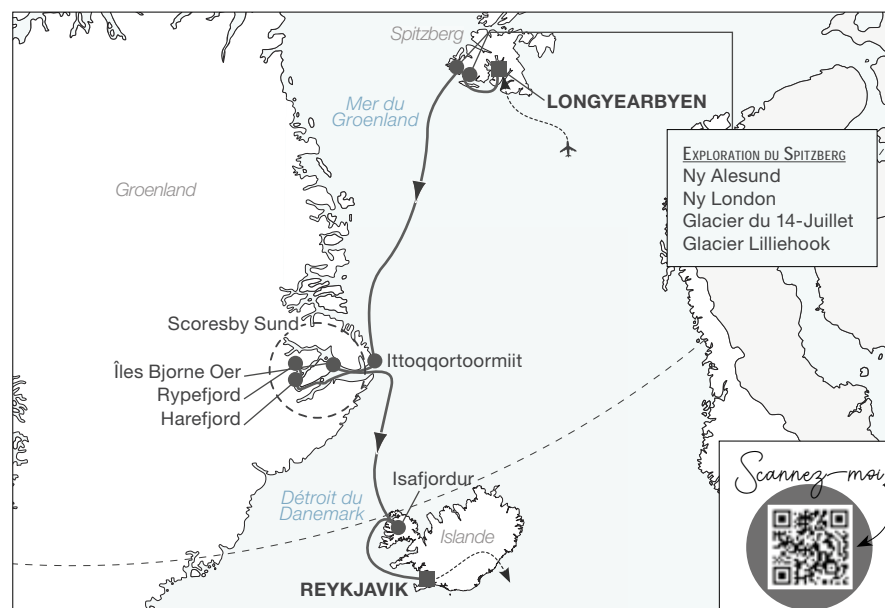 Spitzberg
Mer du
Groenland
LONGYEARBYEN
EXPLORATION DU SPITZBERG
Ny Alesund
Ny London
Glacier du 14-Juillet
Glacier Lilliehook
Groenland
Scoresby Sund
Ittoqqortoormiit
Îles Bjorne Oer
Rypefjord
Harefjord
Isafjordur
Détroit du
Danemark
Islande
REYKJAVIK
Scannez-moi